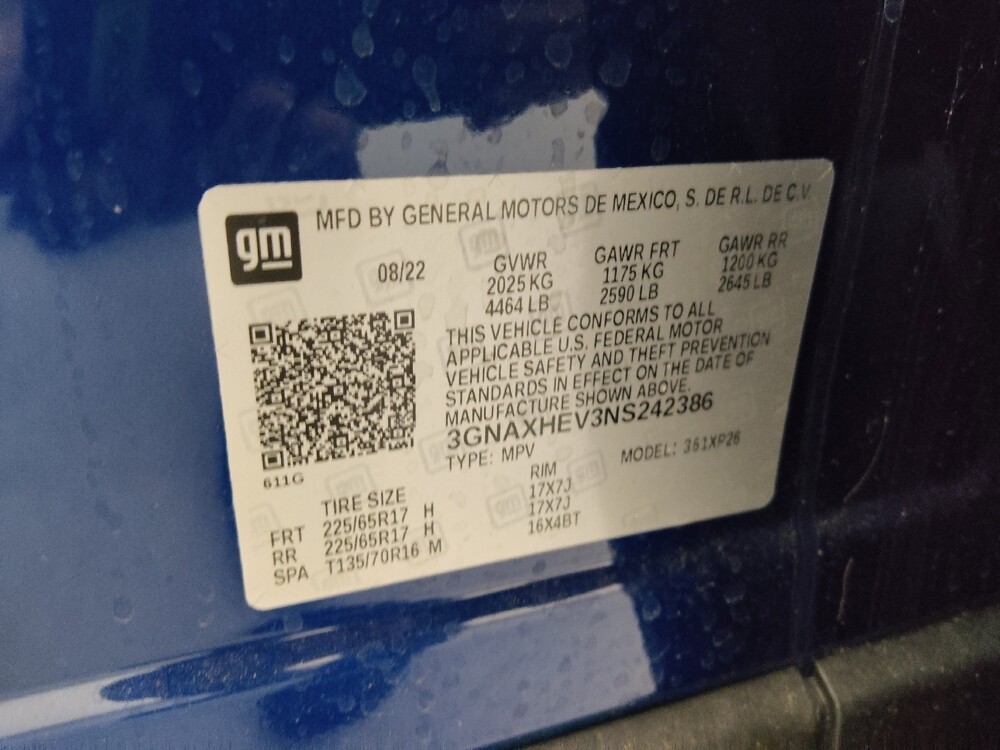 gm
MFD BY GENERAL MOTORS DE MEXICO, S. DE R.L. DE C.V.
08/22
GVWR GAWR FRT GAWR RR
2025 KG 1175 KG 1200 KG
4464 LB 2590 LB 2645 LB
THIS VEHICLE CONFORMS TO ALL
APPLICABLE U.S. FEDERAL MOTOR
VEHICLE SAFETY AND THEFT PREVENTION
STANDARDS IN EFFECT ON THE DATE OF
MANUFACTURE SHOWN ABOVE.
3GNAXHEV3NS242386
TYPE: MPV MODEL: 361XP26
611G
TIRE SIZE RIM
FRT 225/65R17 H 17X7J
RR 225/65R17 H 17X7J
SPA T135/70R16 M 16X4BT